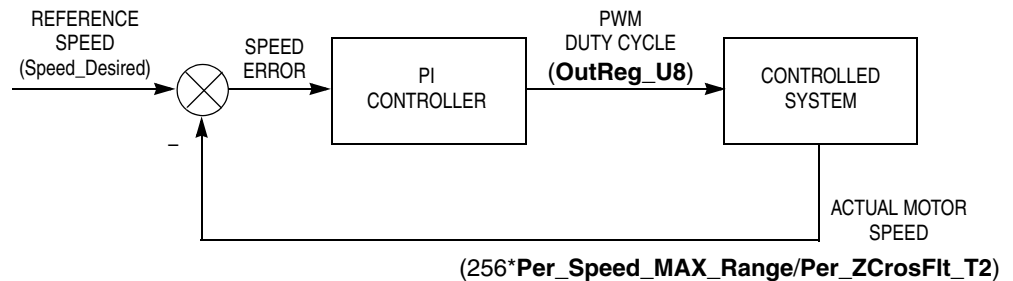 REFERENCE
SPEED
(Speed_Desired)
SPEED
ERROR
PI
CONTROLLER
PWM
DUTY CYCLE
(OutReg_U8)
CONTROLLED
SYSTEM
–
ACTUAL MOTOR
SPEED
(256*Per_Speed_MAX_Range/Per_ZCrosFlt_T2)